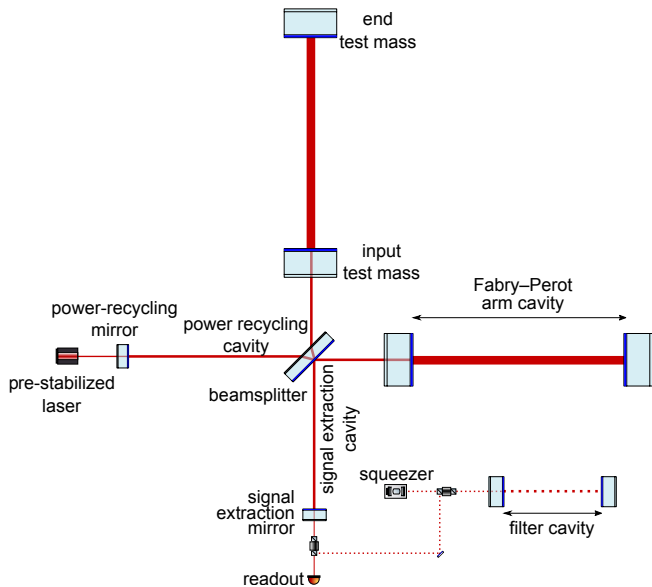 end
test mass
input
test mass
Fabry–Perot
arm cavity
power-recycling
mirror
power recycling
cavity
pre-stabilized
laser
beamsplitter
signal extraction
cavity
squeezer
signal
extraction
mirror
filter cavity
readout